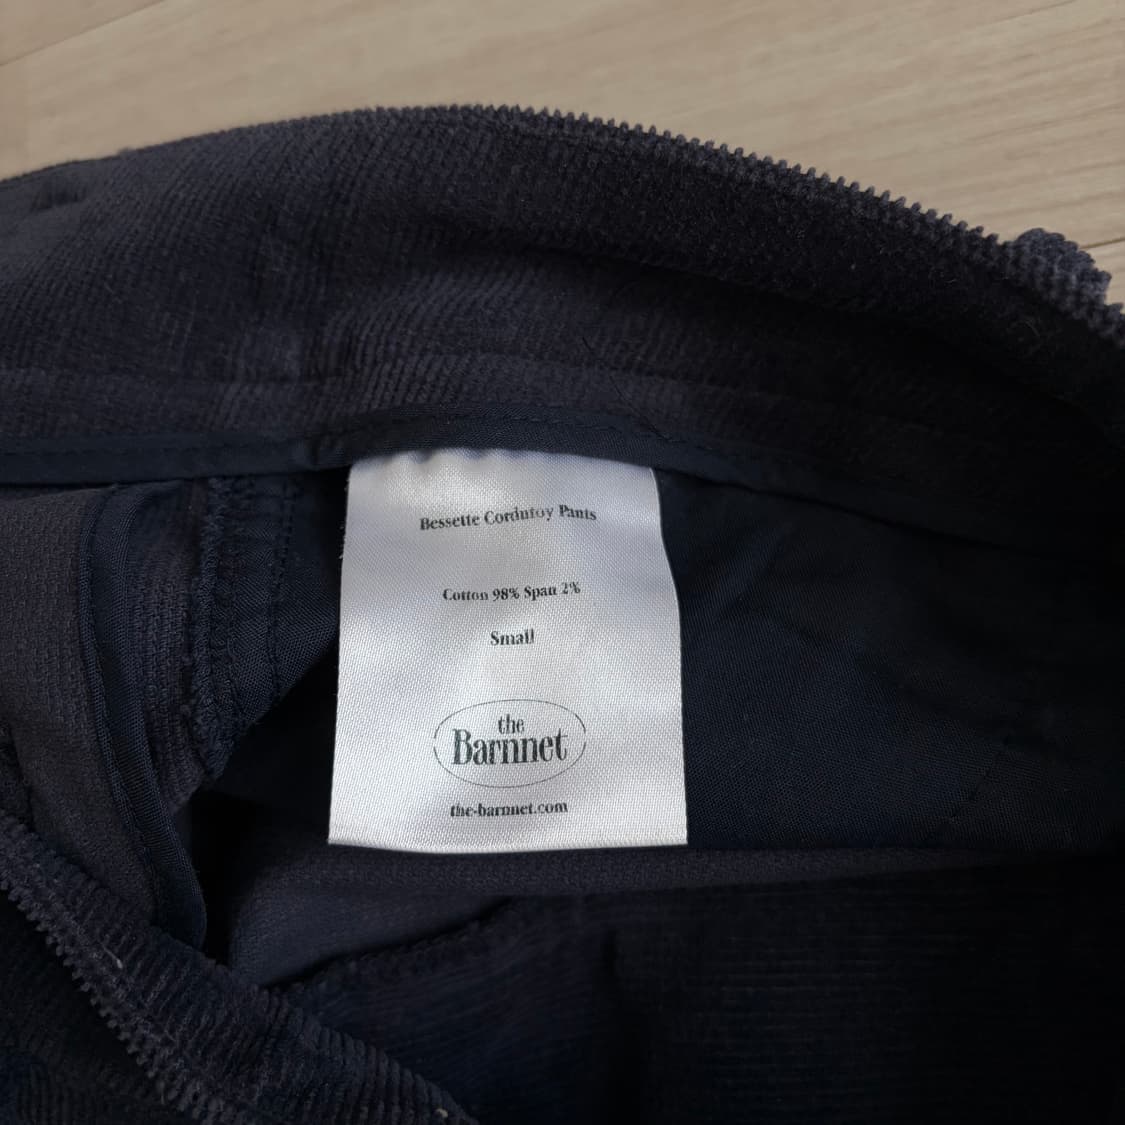 Bessette Corduroy Pants
Cotton 98% Span 2%
Small
the
Barnnet
the-barnnet.com